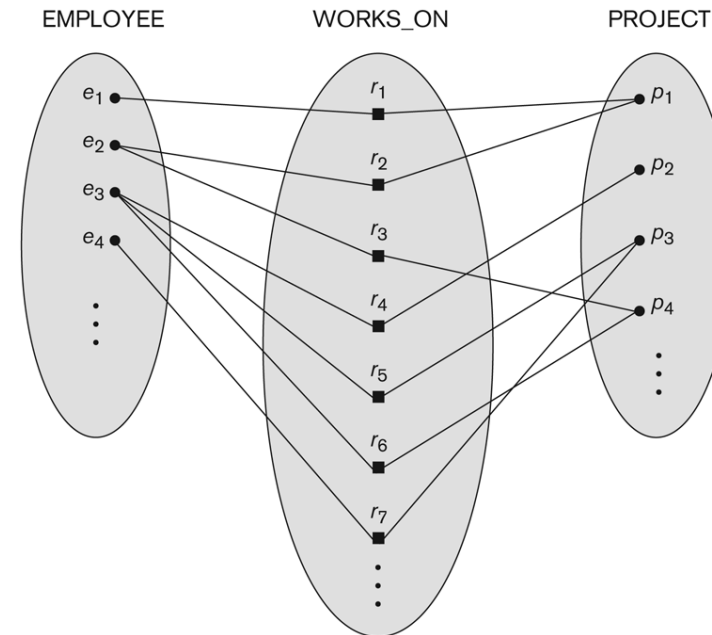 EMPLOYEE
WORKS_ON
PROJECT
e1
e2
e3
e4
r1
r2
r3
r4
r5
r6
r7
p1
p2
p3
p4